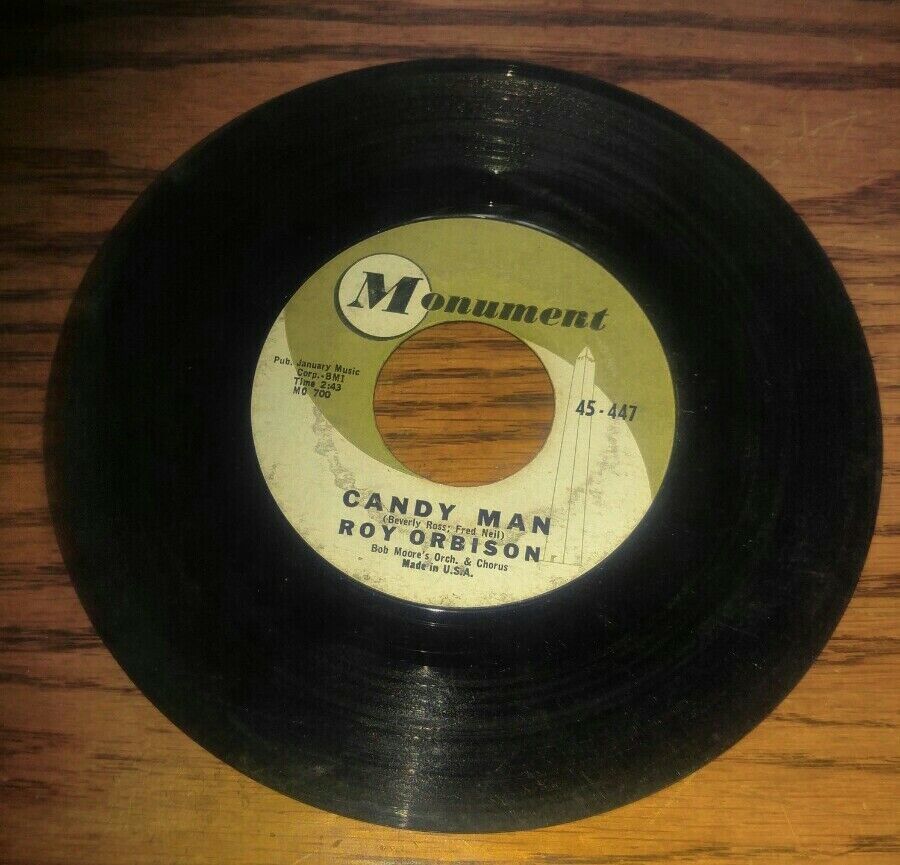 Monument
Pub. January Music
Corp.-BMI
Time 2:43
MO 700
45-447
CANDY MAN
(Beverly Ross; Fred Neil)
ROY ORBISON
Bob Moore's Orch. & Chorus
Made in U.S.A.